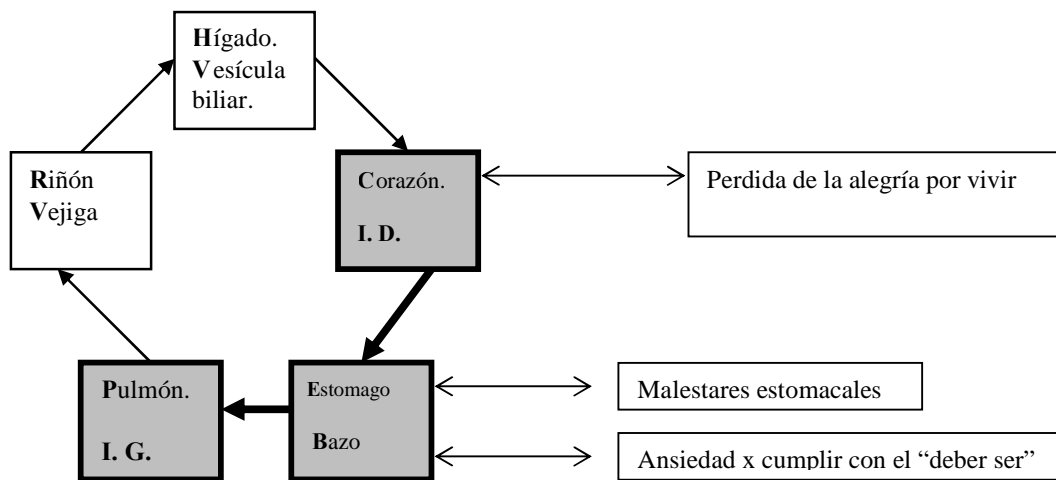 Hígado.
Vesícula
biliar.
Riñón
Vejiga
Corazón.
I. D.
Perdida de la alegría por vivir
Pulmón.
I. G.
Estomago
Bazo
Malestares estomacales
Ansiedad x cumplir con el “deber ser”